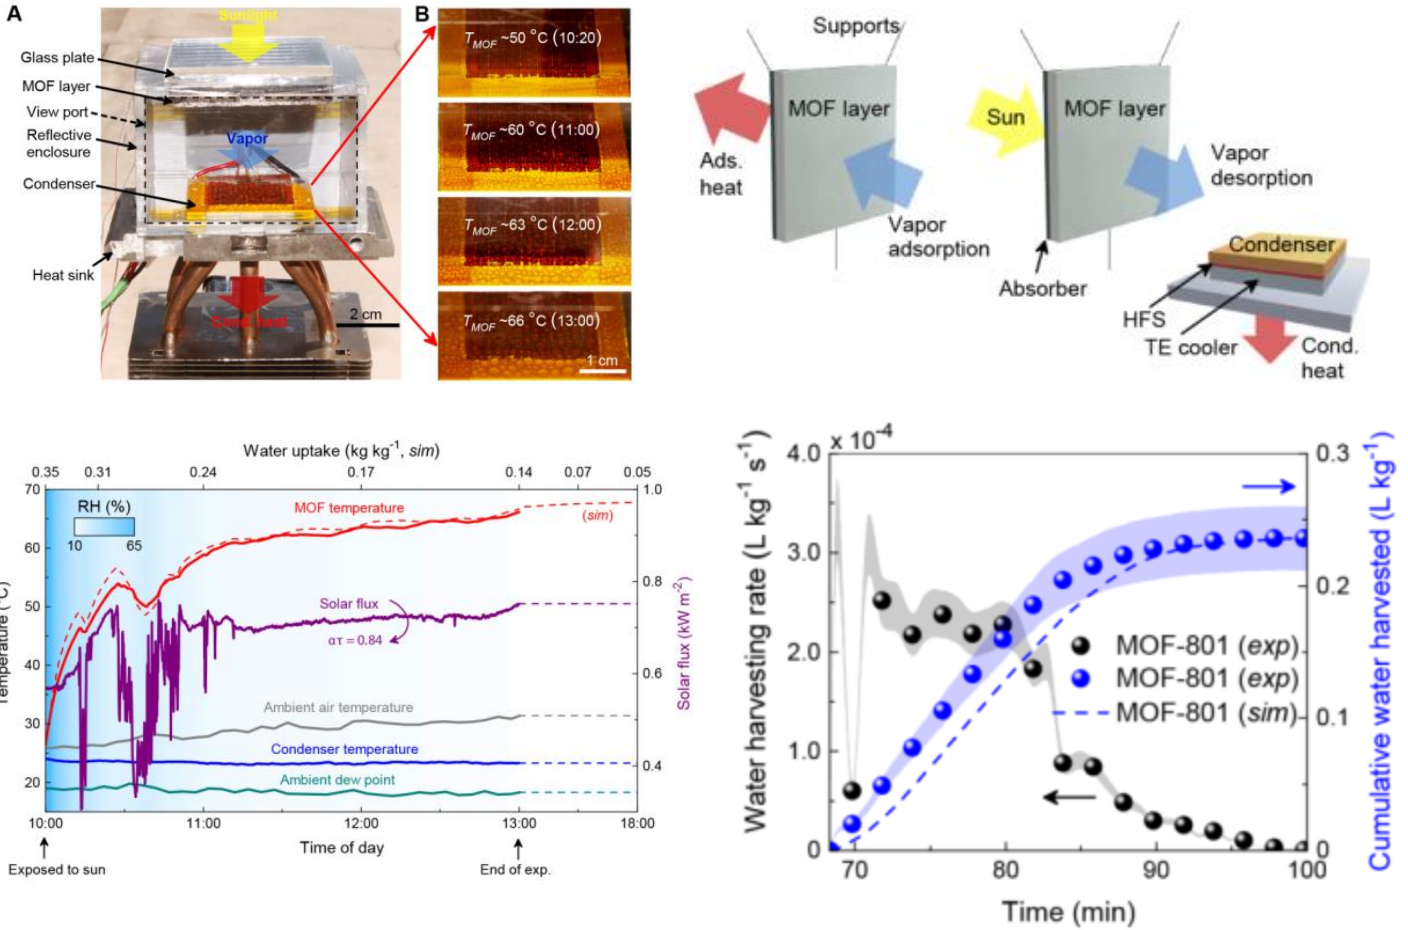 A
Sunlight
Glass plate
MOF layer
View port
Reflective
enclosure
Vapor
Condenser
Heat sink
Cond. heat
2 cm
B
T_MOF ~50 °C (10:20)
T_MOF ~60 °C (11:00)
T_MOF ~63 °C (12:00)
T_MOF ~66 °C (13:00)
1 cm
Supports
MOF layer
Ads.
heat
Vapor
adsorption
Sun
MOF layer
Vapor
desorption
Absorber
Condenser
HFS
TE cooler
Cond.
heat
Water uptake (kg kg⁻¹, sim)
0.35 0.31 0.24 0.17 0.14 0.07 0.05
70 60 50 40 30 20
Temperature (°C)
RH (%)
10 65
MOF temperature
(sim)
Solar flux
ατ = 0.84
Ambient air temperature
Condenser temperature
Ambient dew point
1.0 0.8 0.6 0.4
Solar flux (kW m⁻²)
10:00 11:00 12:00 13:00 18:00
Time of day
Exposed to sun
End of exp.
x 10⁻⁴
4.0 3.0 2.0 1.0 0
Water harvesting rate (L kg⁻¹ s⁻¹)
MOF-801 (exp)
MOF-801 (exp)
MOF-801 (sim)
0.3 0.2 0.1 0
Cumulative water harvested (L kg⁻¹)
70 80 90 100
Time (min)